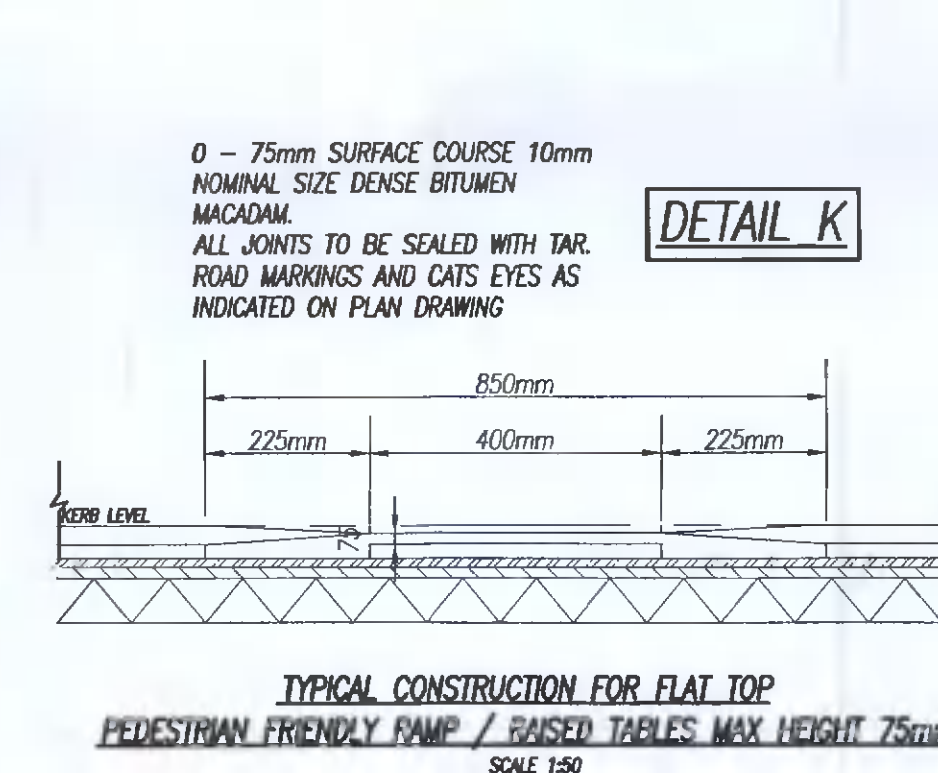 0 – 75mm SURFACE COURSE 10mm
NOMINAL SIZE DENSE BITUMEN
MACADAM.
ALL JOINTS TO BE SEALED WITH TAR.
ROAD MARKINGS AND CATS EYES AS
INDICATED ON PLAN DRAWING
DETAIL K
850mm
225mm 400mm 225mm
KERB LEVEL
75
TYPICAL CONSTRUCTION FOR FLAT TOP
PEDESTRIAN FRIENDLY RAMP / RAISED TABLES MAX HEIGHT 75m
SCALE 1:50